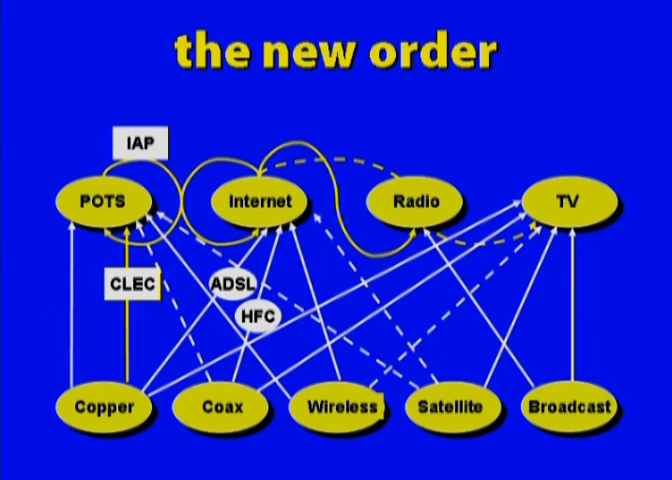 the new order
IAP
POTS
Internet
Radio
TV
CLEC
ADSL
HFC
Copper
Coax
Wireless
Satellite
Broadcast